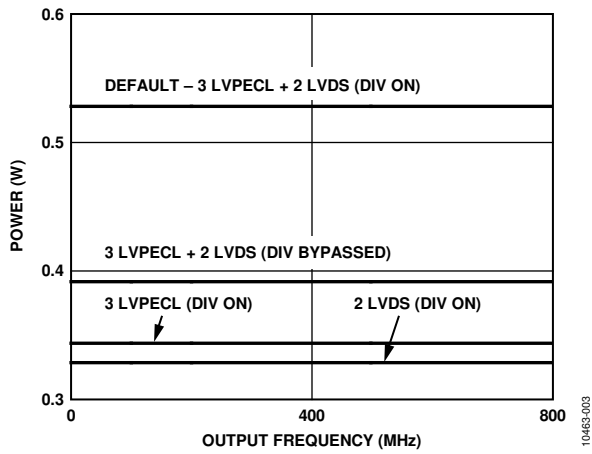 0.6
DEFAULT – 3 LVPECL + 2 LVDS (DIV ON)
0.5
POWER (W)
3 LVPECL + 2 LVDS (DIV BYPASSED)
0.4
3 LVPECL (DIV ON)
2 LVDS (DIV ON)
0.3
0
400
800
OUTPUT FREQUENCY (MHz)
10463-003